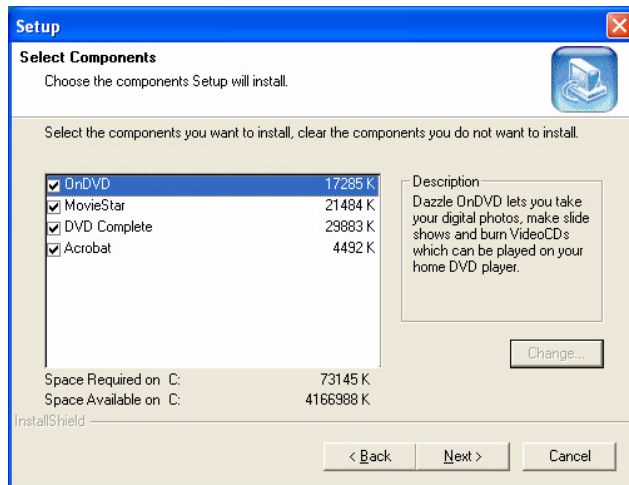 Setup
Select Components
Choose the components Setup will install.
Select the components you want to install, clear the components you do not want to install.
OnDVD 17285 K
MovieStar 21484 K
DVD Complete 29883 K
Acrobat 4492 K
Description
Dazzle OnDVD lets you take
your digital photos, make slide
shows and burn VideoCDs
which can be played on your
home DVD player.
Change...
Space Required on C: 73145 K
Space Available on C: 4166988 K
InstallShield
< Back
Next >
Cancel